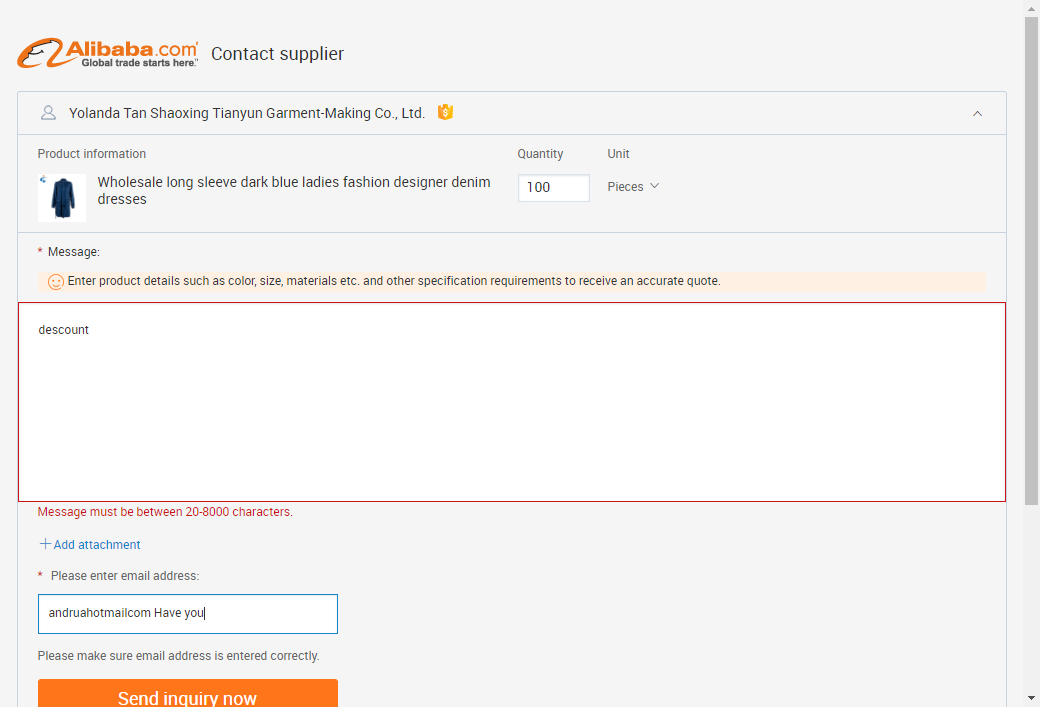 Alibaba.com
Global trade starts here.™
Contact supplier
Yolanda Tan Shaoxing Tianyun Garment-Making Co., Ltd.
Product information
Quantity
Unit
Wholesale long sleeve dark blue ladies fashion designer denim
dresses
100
Pieces
* Message:
Enter product details such as color, size, materials etc. and other specification requirements to receive an accurate quote.
descount
Message must be between 20-8000 characters.
Add attachment
* Please enter email address:
andruahotmailcom Have you
Please make sure email address is entered correctly.
Send inquiry now